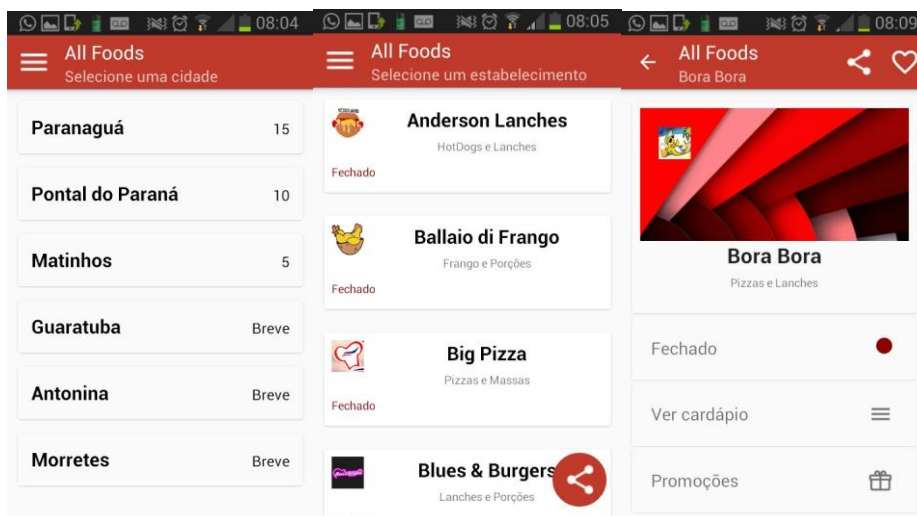 08:04
All Foods
Selecione uma cidade
Paranaguá 15
Pontal do Paraná 10
Matinhos 5
Guaratuba Breve
Antonina Breve
Morretes Breve
08:05
All Foods
Selecione um estabelecimento
Anderson Lanches
HotDogs e Lanches
Fechado
Ballaio di Frango
Frango e Porções
Fechado
Big Pizza
Pizzas e Massas
Fechado
Blues & Burgers
Lanches e Porções
08:09
All Foods
Bora Bora
Bora Bora
Pizzas e Lanches
Fechado
Ver cardápio
Promoções